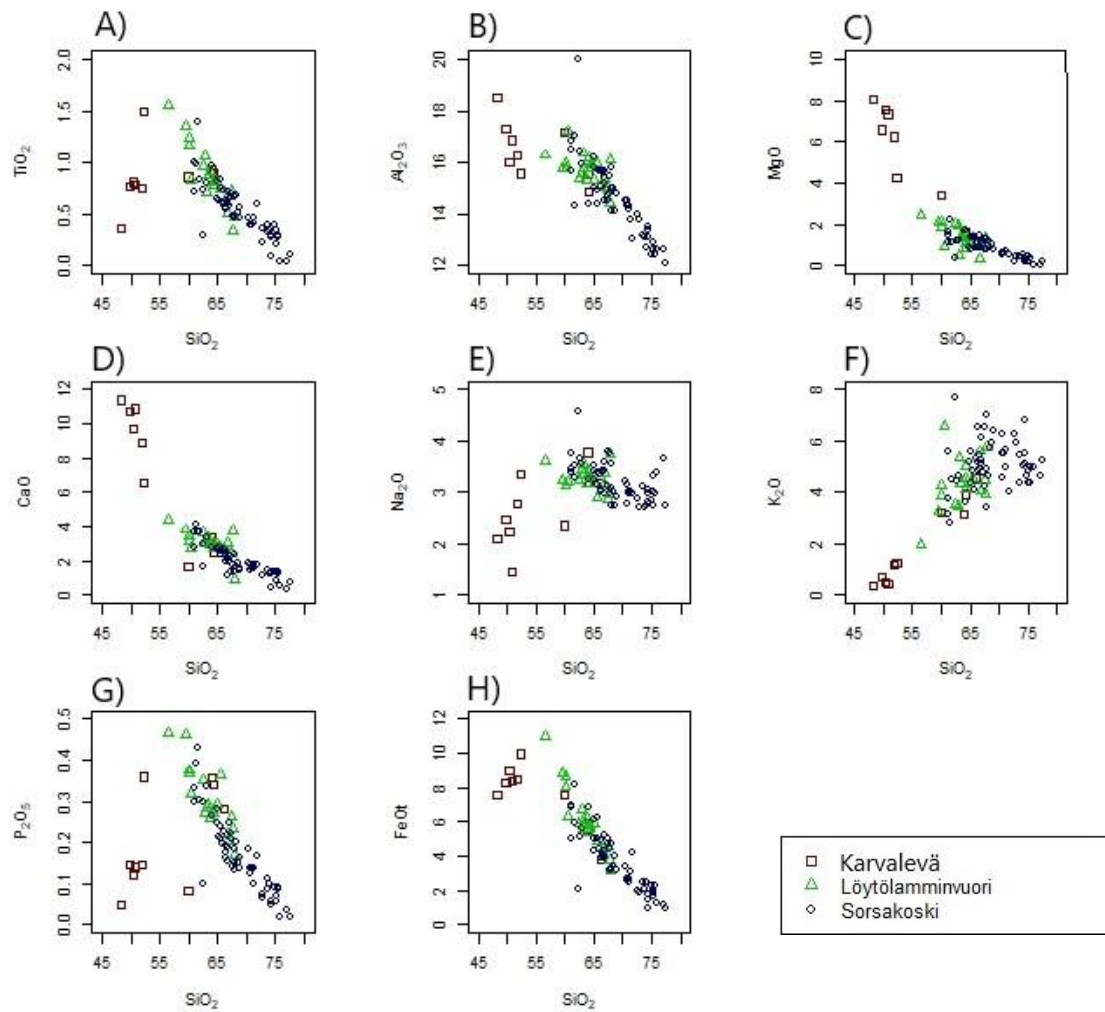 A)
B)
C)
TiO₂
0.0 0.5 1.0 1.5 2.0
45 55 65 75
SiO₂
Al₂O₃
12 14 16 18 20
45 55 65 75
SiO₂
MgO
0 2 4 6 8 10
45 55 65 75
SiO₂
D)
E)
F)
CaO
0 2 4 6 8 10 12
45 55 65 75
SiO₂
Na₂O
1 2 3 4 5
45 55 65 75
SiO₂
K₂O
0 2 4 6 8
45 55 65 75
SiO₂
G)
H)
P₂O₅
0.0 0.1 0.2 0.3 0.4 0.5
45 55 65 75
SiO₂
FeOt
0 2 4 6 8 10 12
45 55 65 75
SiO₂
Karvalevä
Löytölamminvuori
Sorsakoski